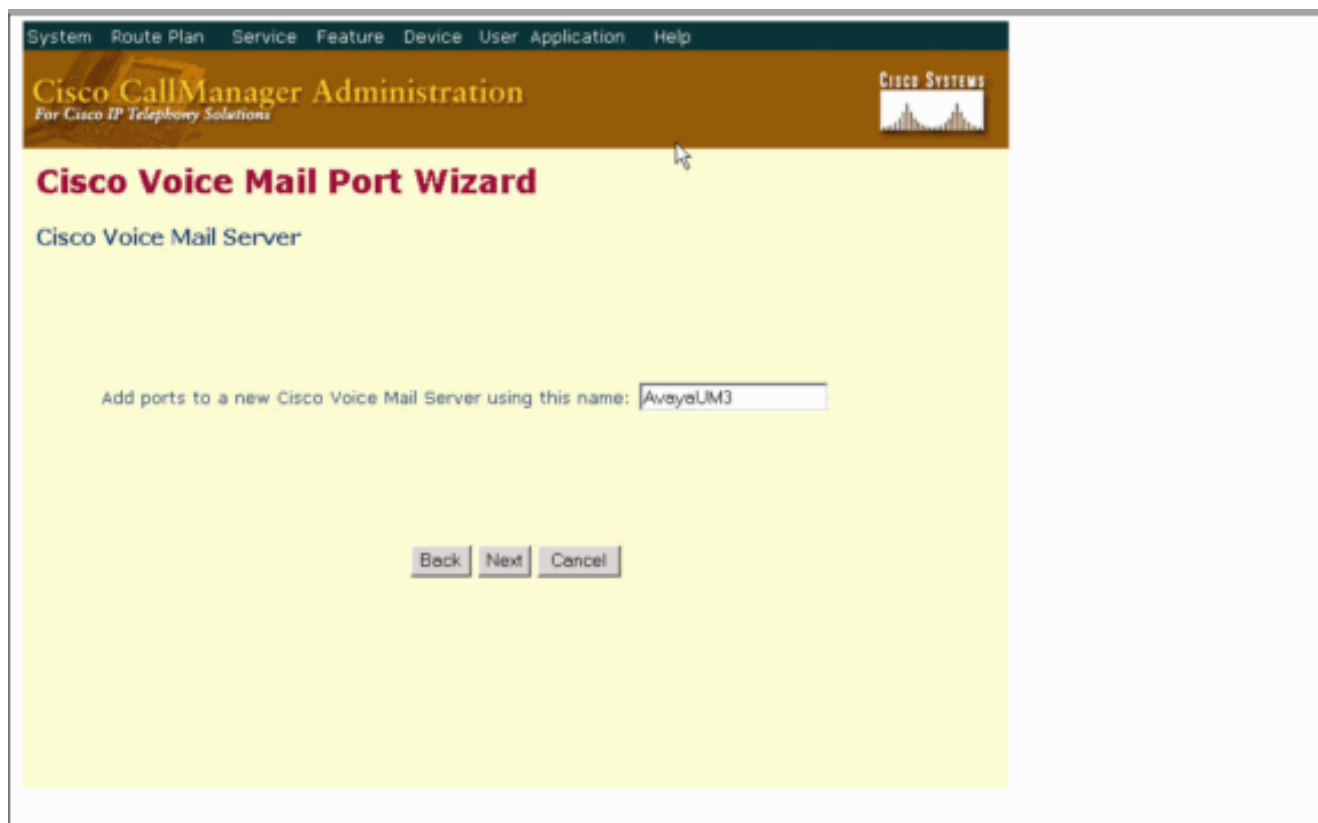 System Route Plan Service Feature Device User Application Help
Cisco CallManager Administration
For Cisco IP Telephony Solutions
CISCO SYSTEMS
Cisco Voice Mail Port Wizard
Cisco Voice Mail Server
Add ports to a new Cisco Voice Mail Server using this name: AvayaUM3
Back Next Cancel